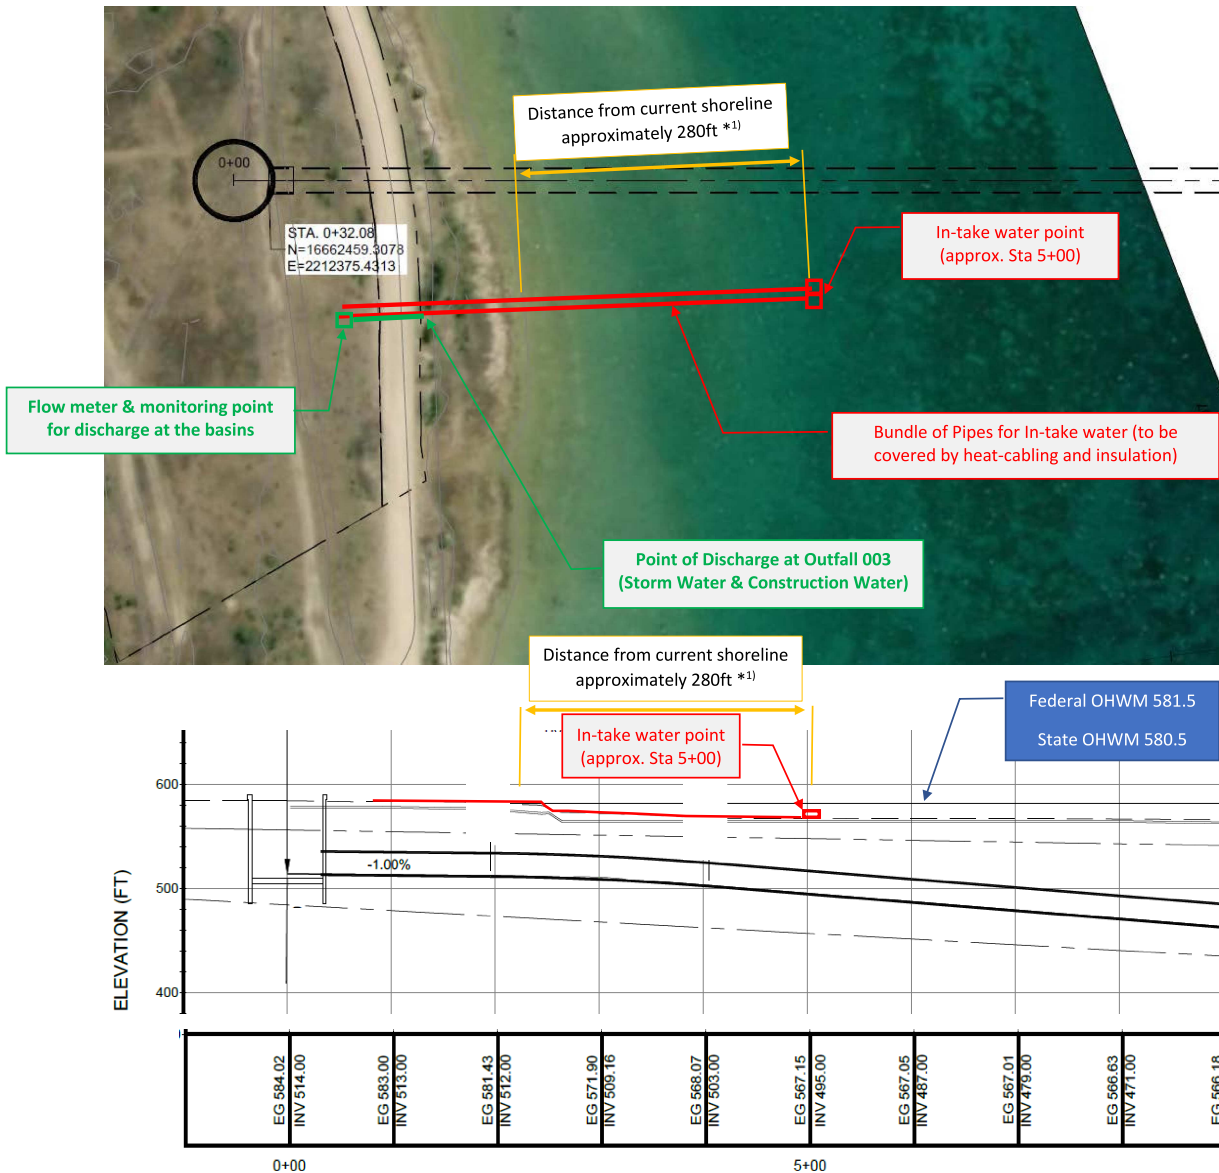 Distance from current shoreline
approximately 280ft *1)
0+00
STA. 0+32.08
N=16662459.3078
E=2212375.4313
In-take water point
(approx. Sta 5+00)
Flow meter & monitoring point
for discharge at the basins
Bundle of Pipes for In-take water (to be
covered by heat-cabling and insulation)
Point of Discharge at Outfall 003
(Storm Water & Construction Water)
Distance from current shoreline
approximately 280ft *1)
Federal OHWM 581.5
State OHWM 580.5
In-take water point
(approx. Sta 5+00)
ELEVATION (FT)
600
500
400
-1.00%
EG 584.02
INV 514.00
EG 583.00
INV 513.00
EG 581.43
INV 512.00
EG 571.90
INV 509.16
EG 568.07
INV 503.00
EG 567.15
INV 495.00
EG 567.05
INV 487.00
EG 567.01
INV 479.00
EG 566.63
INV 471.00
EG 566.18
0+00
5+00